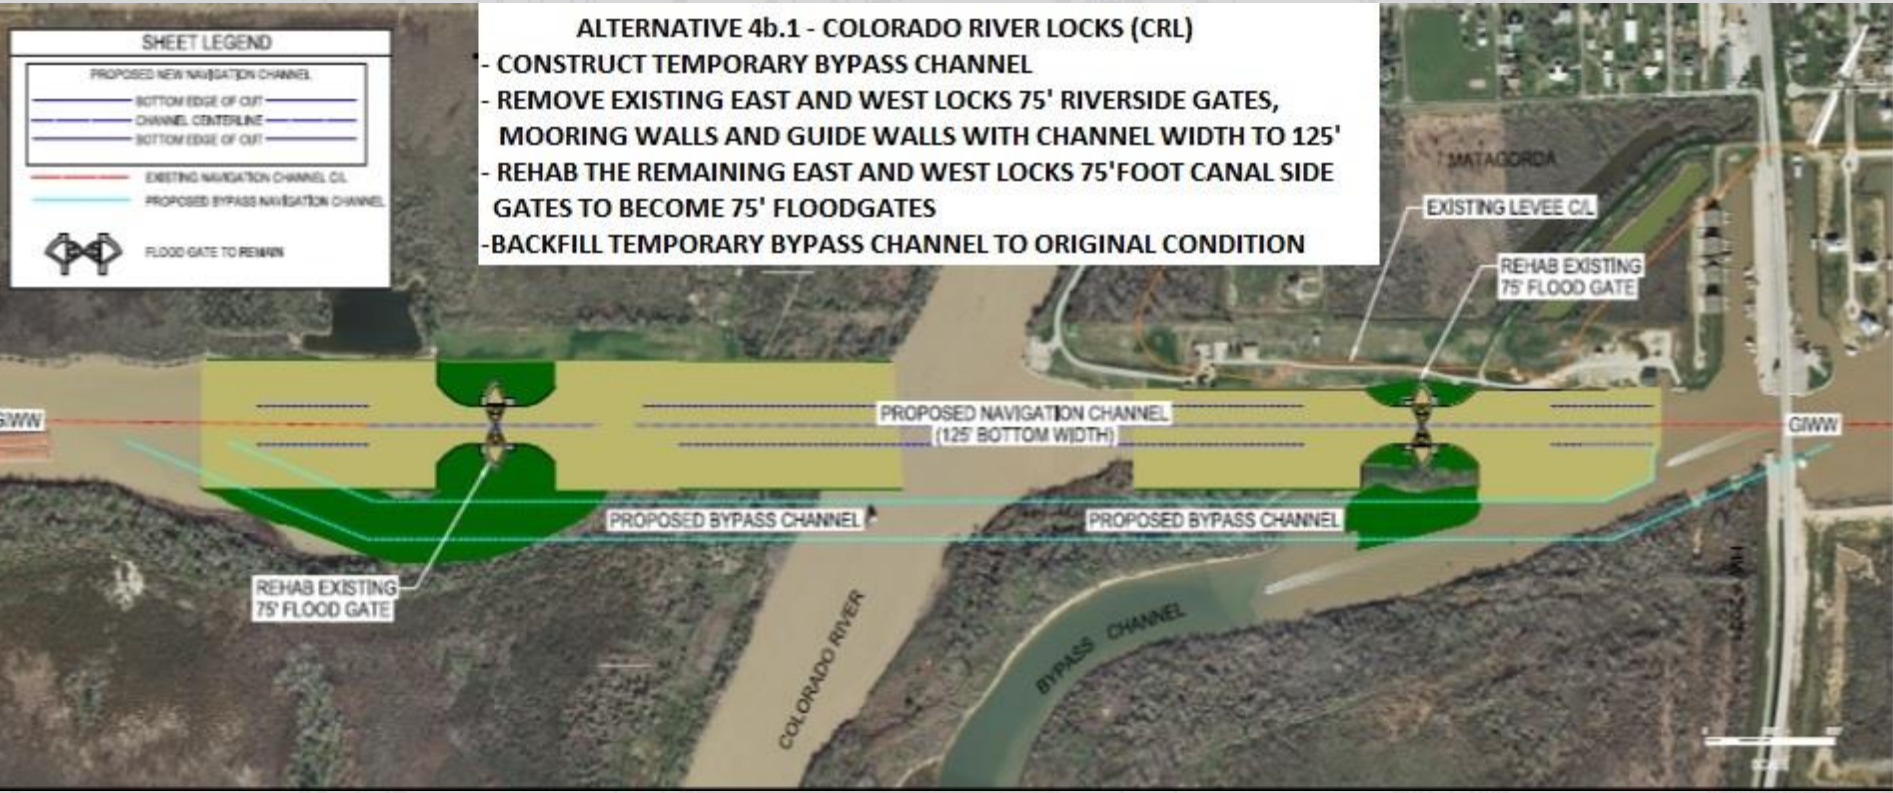 ALTERNATIVE 4b.1 - COLORADO RIVER LOCKS (CRL)
- CONSTRUCT TEMPORARY BYPASS CHANNEL
- REMOVE EXISTING EAST AND WEST LOCKS 75' RIVERSIDE GATES,
MOORING WALLS AND GUIDE WALLS WITH CHANNEL WIDTH TO 125'
- REHAB THE REMAINING EAST AND WEST LOCKS 75'FOOT CANAL SIDE
GATES TO BECOME 75' FLOODGATES
-BACKFILL TEMPORARY BYPASS CHANNEL TO ORIGINAL CONDITION
SHEET LEGEND
PROPOSED NEW NAVIGATION CHANNEL
BOTTOM EDGE OF CUT
CHANNEL CENTERLINE
BOTTOM EDGE OF CUT
EXISTING NAVIGATION CHANNEL C/L
PROPOSED BYPASS NAVIGATION CHANNEL
FLOOD GATE TO REMAIN
MATAGORDA
EXISTING LEVEE C/L
REHAB EXISTING
75' FLOOD GATE
GIWW
PROPOSED NAVIGATION CHANNEL
(125' BOTTOM WIDTH)
GIWW
PROPOSED BYPASS CHANNEL
PROPOSED BYPASS CHANNEL
REHAB EXISTING
75' FLOOD GATE
COLORADO RIVER
BYPASS CHANNEL